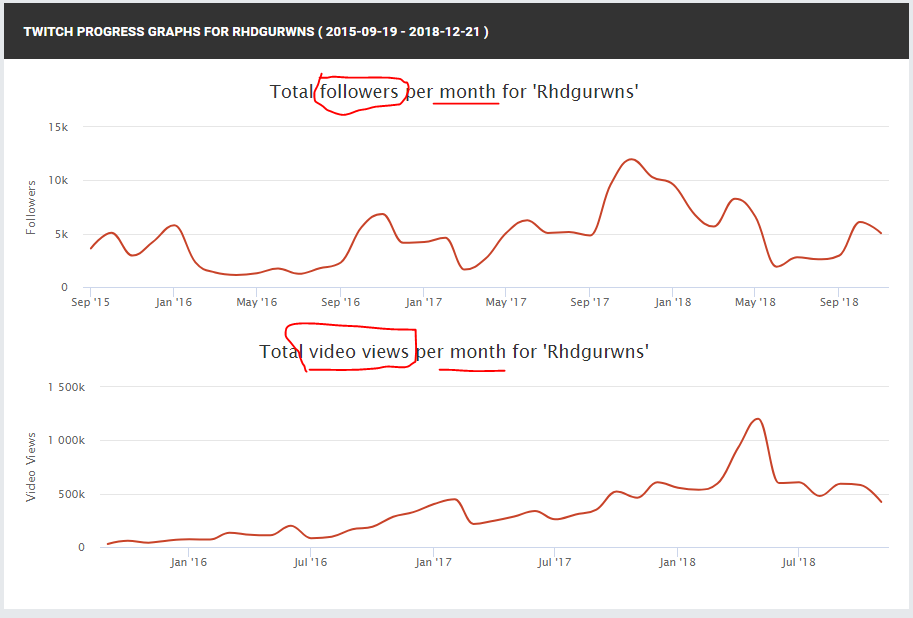 TWITCH PROGRESS GRAPHS FOR RHDGURWNS ( 2015-09-19 - 2018-12-21 )
Total followers per month for 'Rhdgurwns'
Followers
15k
10k
5k
0
Sep '15 Jan '16 May '16 Sep '16 Jan '17 May '17 Sep '17 Jan '18 May '18 Sep '18
Total video views per month for 'Rhdgurwns'
Video Views
1 500k
1 000k
500k
0
Jan '16 Jul '16 Jan '17 Jul '17 Jan '18 Jul '18